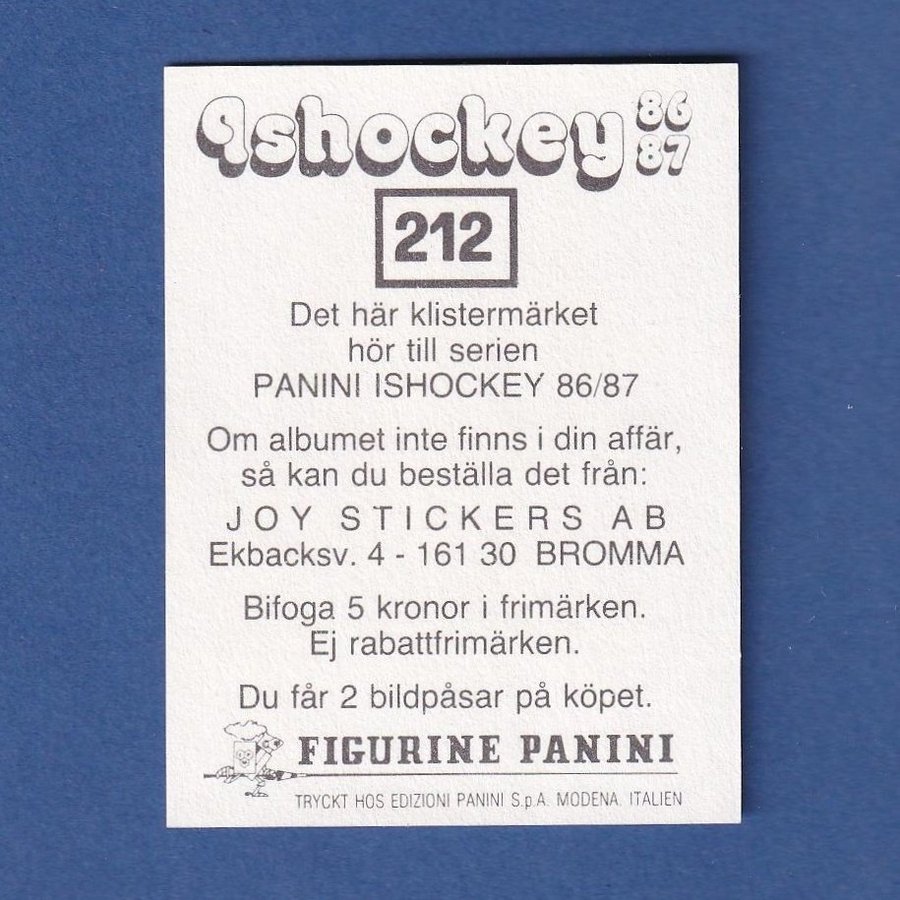 Ishockey 86
87
212
Det här klistermärket
hör till serien
PANINI ISHOCKEY 86/87
Om albumet inte finns i din affär,
så kan du beställa det från:
JOY STICKERS AB
Ekbacksv. 4 - 161 30 BROMMA
Bifoga 5 kronor i frimärken.
Ej rabattfrimärken.
Du får 2 bildpåsar på köpet.
FIGURINE PANINI
TRYCKT HOS EDIZIONI PANINI S.p.A. MODENA. ITALIEN